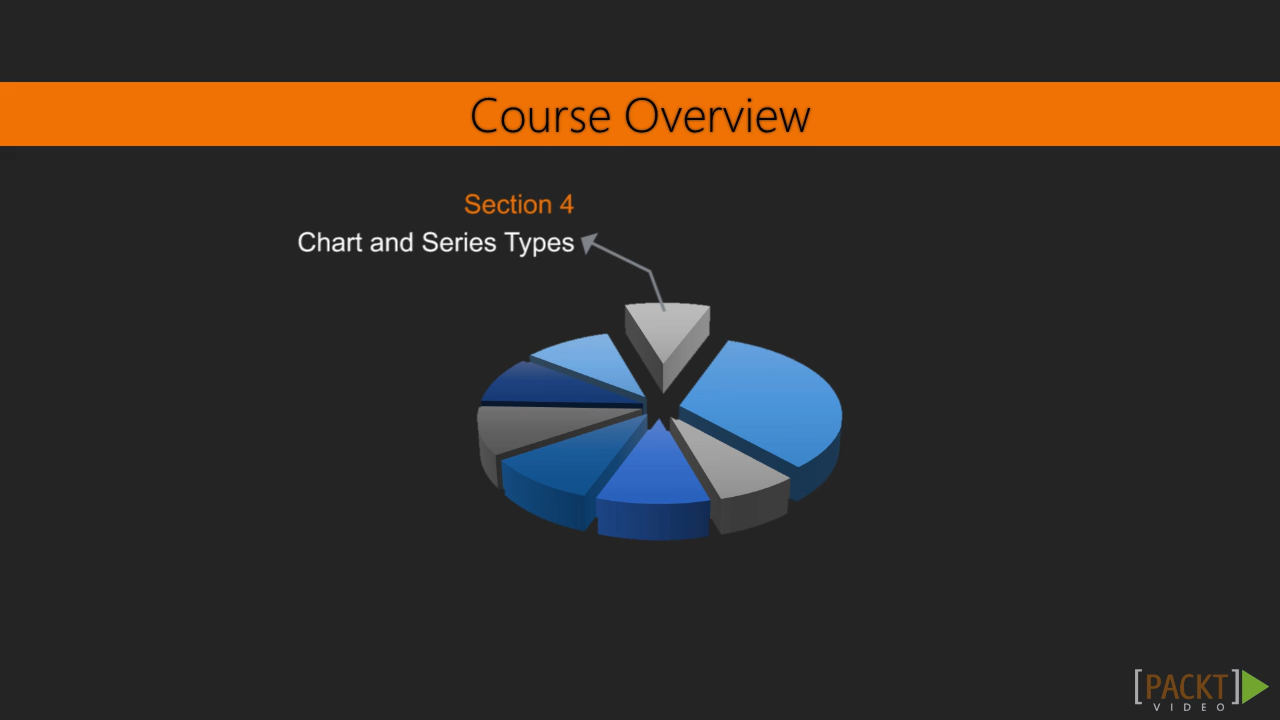 Course Overview
Section 4
Chart and Series Types
[PACKT]
VIDEO